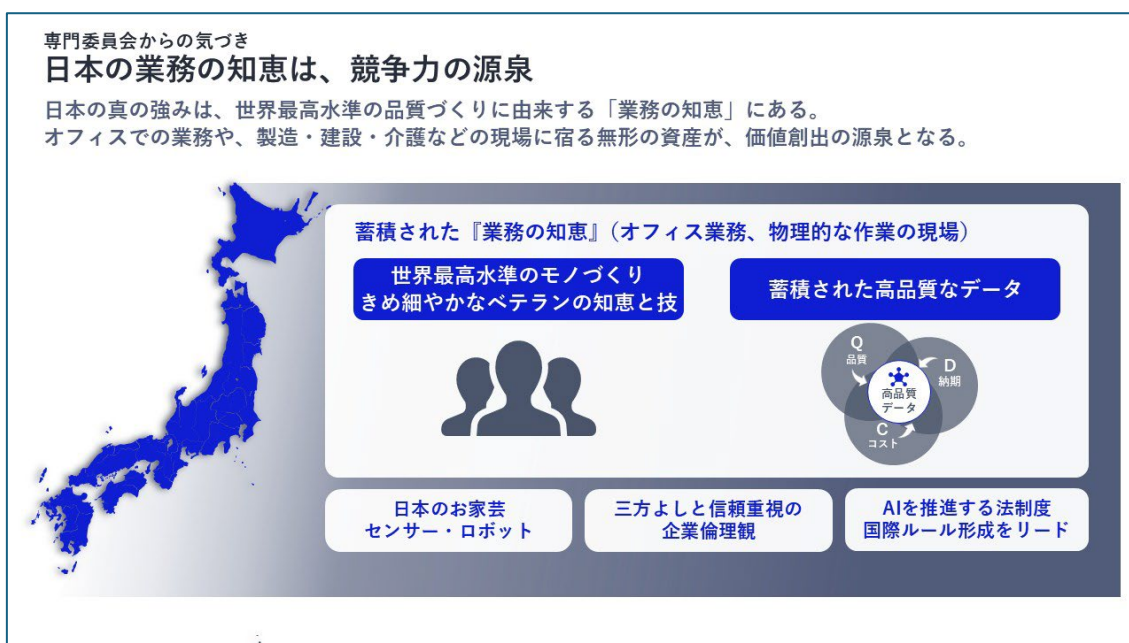 専門委員会からの気づき
日本の業務の知恵は、競争力の源泉
日本の真の強みは、世界最高水準の品質づくりに由来する「業務の知恵」にある。
オフィスでの業務や、製造・建設・介護などの現場に宿る無形の資産が、価値創出の源泉となる。
蓄積された『業務の知恵』（オフィス業務、物理的な作業の現場）
世界最高水準のモノづくり
きめ細やかなベテランの知恵と技
蓄積された高品質なデータ
Q
品質
D
納期
高品質
データ
C
コスト
日本のお家芸
センサー・ロボット
三方よしと信頼重視の
企業倫理観
AIを推進する法制度
国際ルール形成をリード